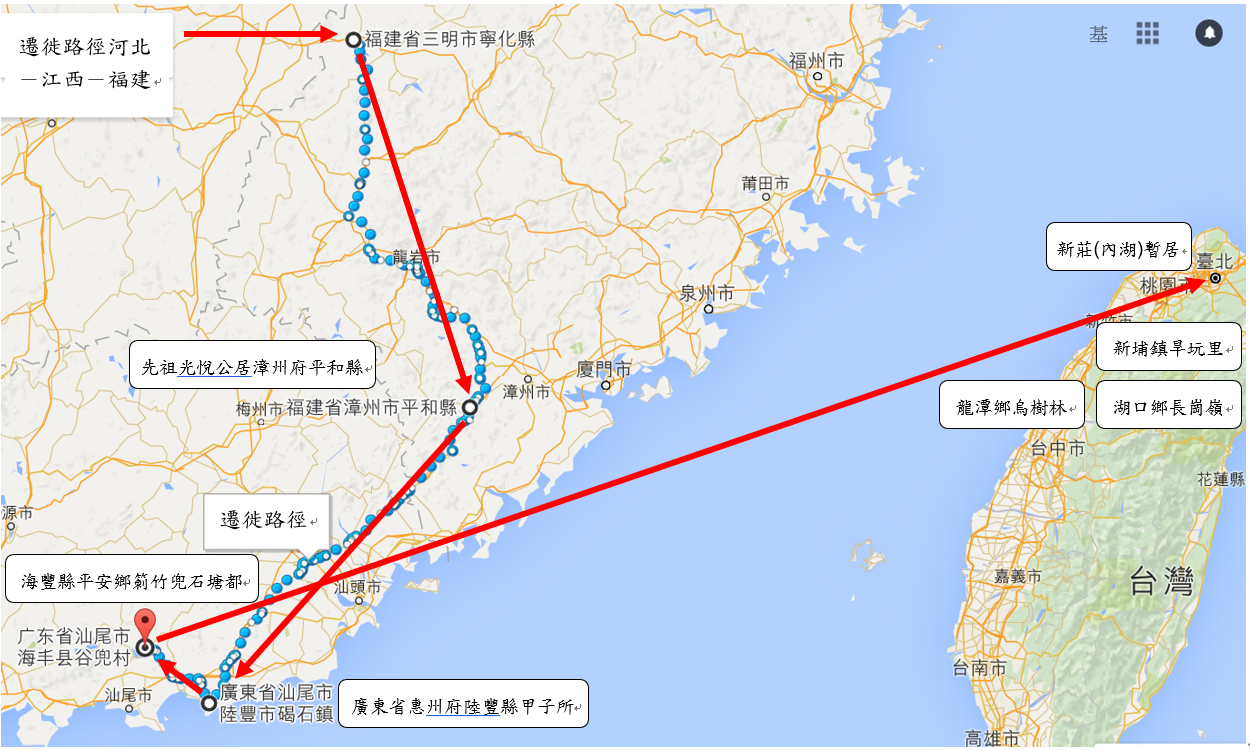 遷徙路徑河北
－江西－福建
福建省三明市寧化縣
福州市
基
莆田市
龍岩市
泉州市
新莊(內湖)暫居
臺北
桃園市
新竹市
新埔鎮旱坑里
先祖光悅公居漳州府平和縣
廈門市
漳州市
梅州市
福建省漳州市平和縣
龍潭鄉烏樹林
湖口鄉長崗嶺
台中市
花蓮縣
源市
遷徙路徑
海豐縣平安鄉箣竹兜石塘都
汕頭市
嘉義市
台灣
广东省汕尾市
海丰县谷兜村
台南市
汕尾市
廣東省汕尾市
陸豐市碣石鎮
廣東省惠州府陸豐縣甲子所
高雄市